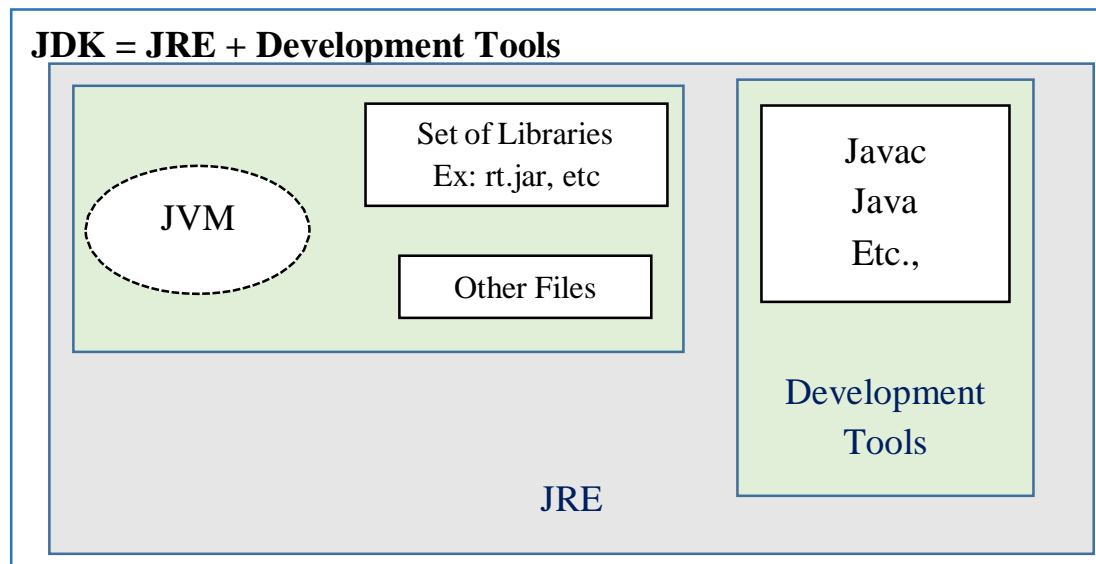 JDK = JRE + Development Tools
Set of Libraries
Ex: rt.jar, etc
JVM
Other Files
Javac
Java
Etc.,
Development
Tools
JRE